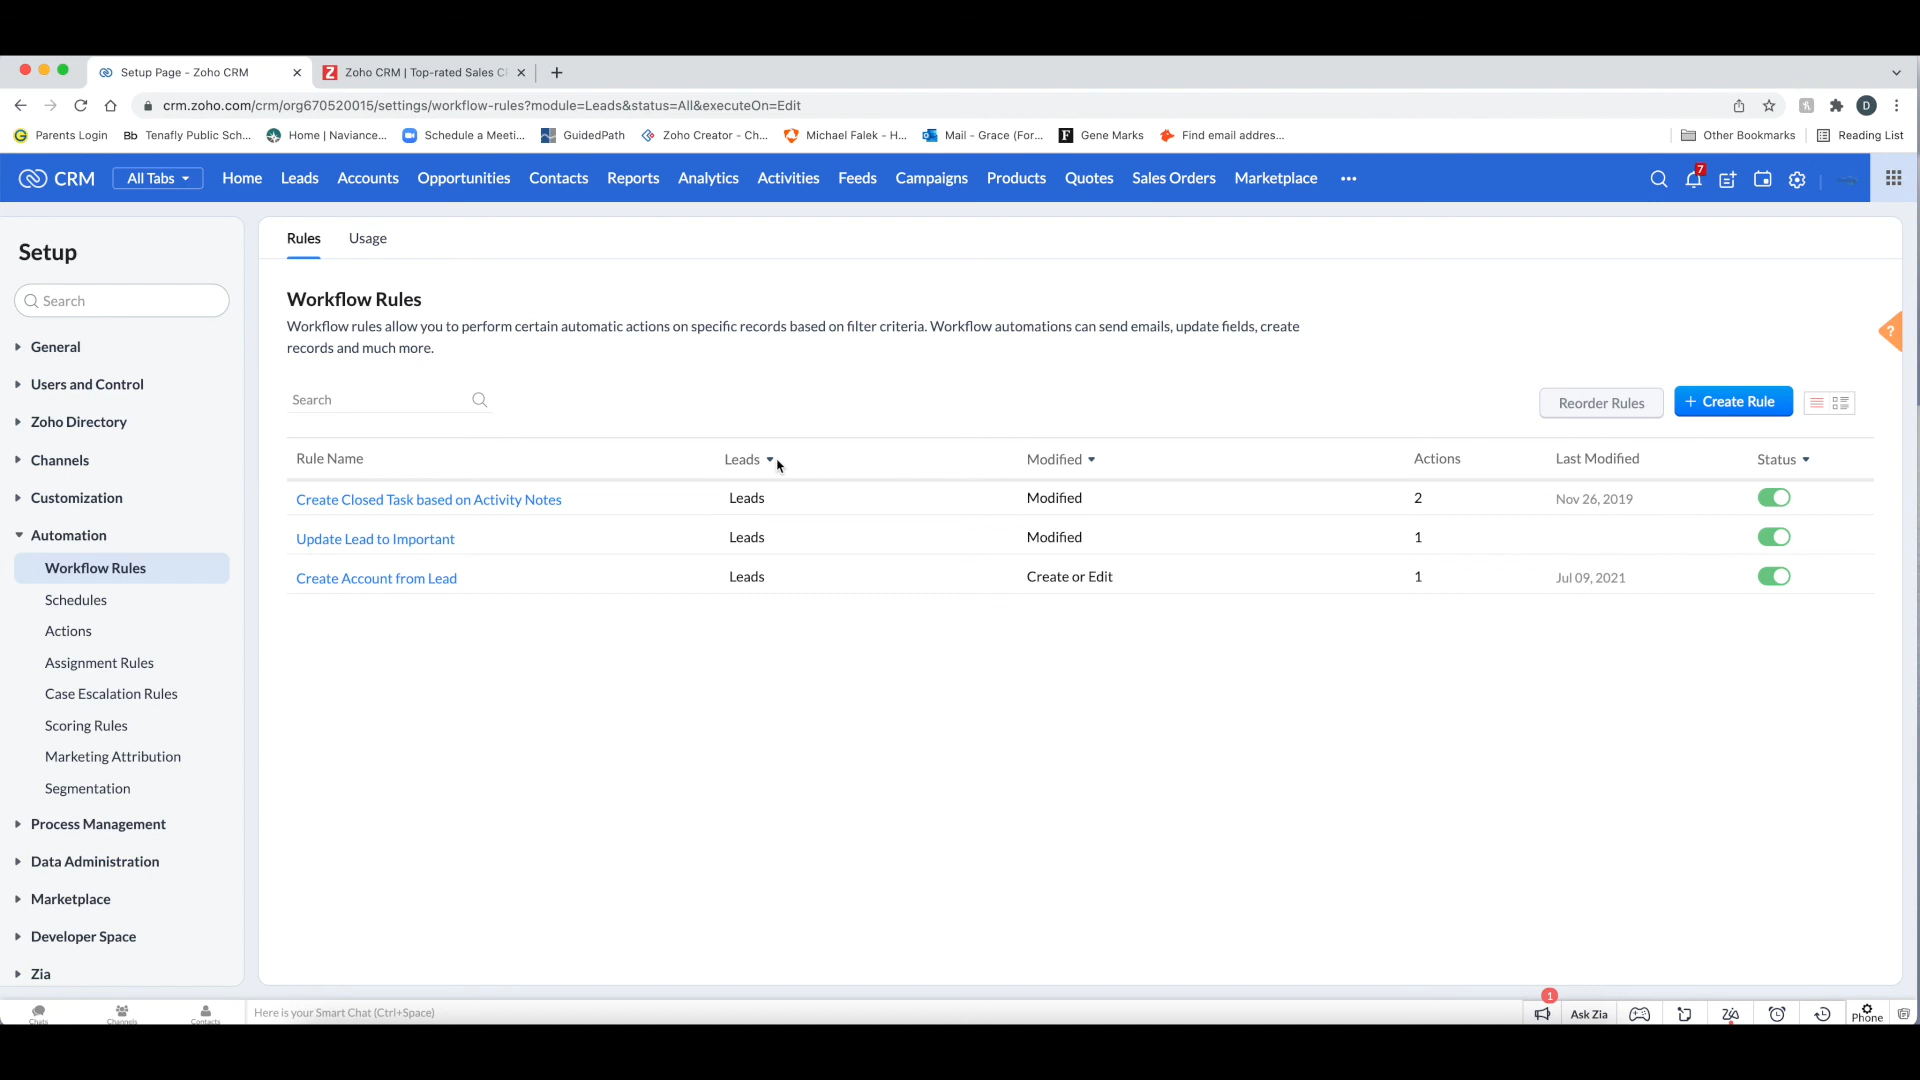 Setup Page - Zoho CRM
Zoho CRM | Top-rated Sales C
crm.zoho.com/crm/org670520015/settings/workflow-rules?module=Leads&status=All&executeOn=Edit
D
Parents Login
Bb Tenafly Public Sch...
Home | Naviance...
Schedule a Meeti...
GuidedPath
Zoho Creator - Ch...
Michael Falek - H...
Mail - Grace (For...
Gene Marks
Find email addres...
Other Bookmarks
Reading List
CRM
All Tabs
Home
Leads
Accounts
Opportunities
Contacts
Reports
Analytics
Activities
Feeds
Campaigns
Products
Quotes
Sales Orders
Marketplace
7
Setup
Search
General
Users and Control
Zoho Directory
Channels
Customization
Automation
Workflow Rules
Schedules
Actions
Assignment Rules
Case Escalation Rules
Scoring Rules
Marketing Attribution
Segmentation
Process Management
Data Administration
Marketplace
Developer Space
Zia
Rules
Usage
Workflow Rules
Workflow rules allow you to perform certain automatic actions on specific records based on filter criteria. Workflow automations can send emails, update fields, create
records and much more.
?
Search
Reorder Rules
+ Create Rule
Rule Name Leads Modified Actions Last Modified Status
Create Closed Task based on Activity Notes Leads Modified 2 Nov 26, 2019
Update Lead to Important Leads Modified 1
Create Account from Lead Leads Create or Edit 1 Jul 09, 2021
Chats
Channels
Contacts
Here is your Smart Chat (Ctrl+Space)
1
Ask Zia
Phone